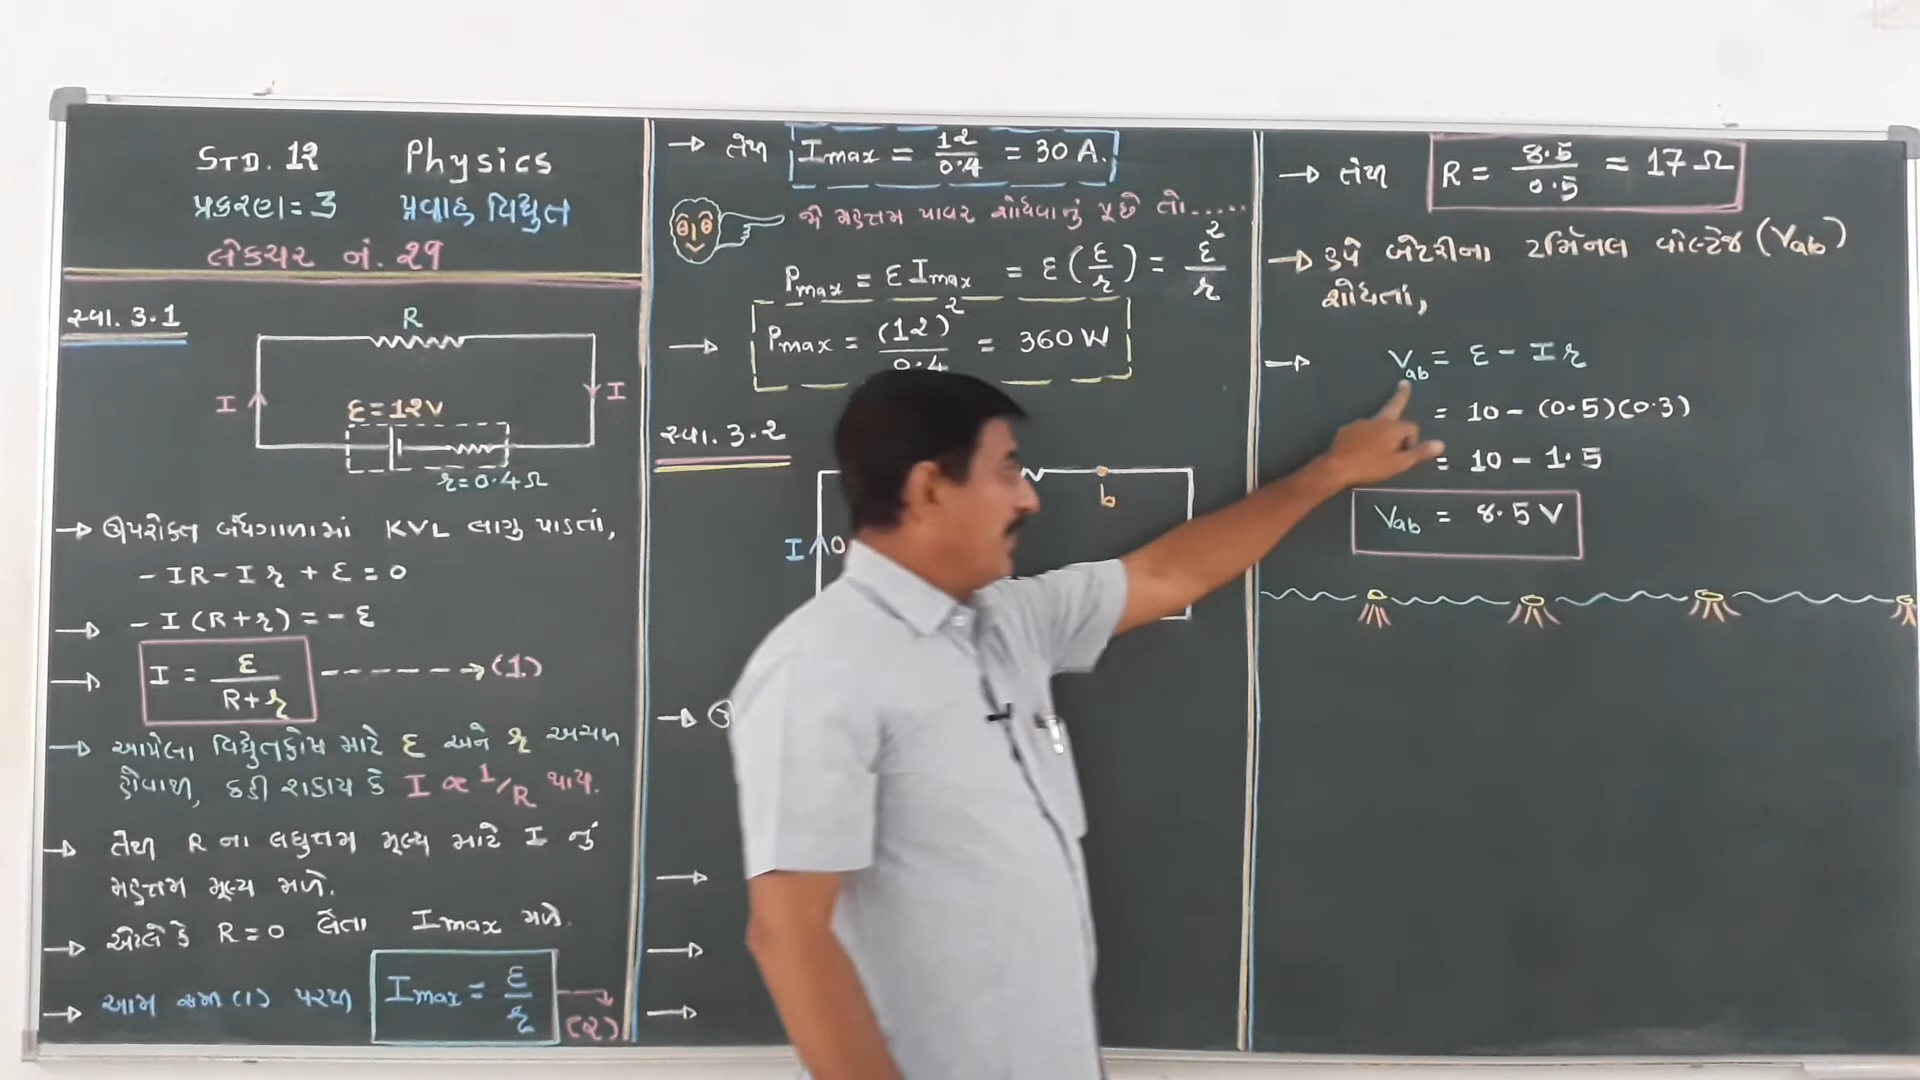 STD. 12 Physics
પ્રકરણ = 3 પ્રવાહ વિદ્યુત
લેકચર નં. 29
સ્વા. 3.1
R
I
I
ε = 12V
r = 0.4 Ω
→ ઉપરોક્ત બંધગાળામાં KVL લાગુ પાડતાં,
- IR - I r + ε = 0
→ - I (R + r) = - ε
→ I = ε / (R + r) ------→ (1)
→ આપેલા વિદ્યુતકોષ માટે ε અને r અચળ
હોવાથી, કહી શકાય કે I ∝ 1/R થાય.
→ તેથી R ના લઘુત્તમ મૂલ્ય માટે I નું
મહત્તમ મૂલ્ય મળે.
→ એટલે કે R = 0 લેતા Imax મળે.
→ આમ સમી (1) પરથી Imax = ε / r → (2)
→ તેથી Imax = 12 / 0.4 = 30 A.
જો મહત્તમ પાવર શોધવાનું પૂછે તો.....
Pmax = ε Imax = ε (ε / r) = ε² / r
→ Pmax = (12)² / 0.4 = 360 W
સ્વા. 3.2
b
I 0
→
→
→
→
→ તેથી R = 8.5 / 0.5 = 17 Ω
→ હવે બેટરીના ટર્મિનલ વોલ્ટેજ (Vab)
શોધતાં,
→ Vab = ε - I r
= 10 - (0.5)(0.3)
= 10 - 1.5
Vab = 8.5 V